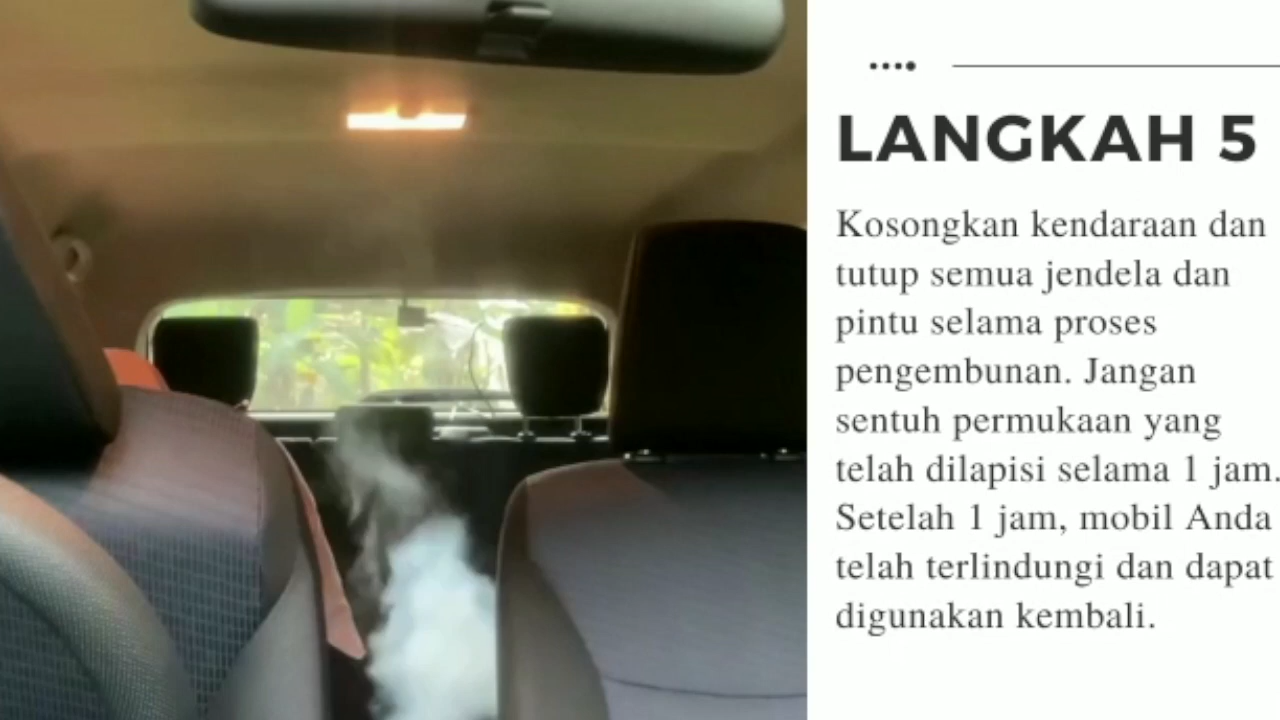 LANGKAH 5
Kosongkan kendaraan dan
tutup semua jendela dan
pintu selama proses
pengembunan. Jangan
sentuh permukaan yang
telah dilapisi selama 1 jam.
Setelah 1 jam, mobil Anda
telah terlindungi dan dapat
digunakan kembali.